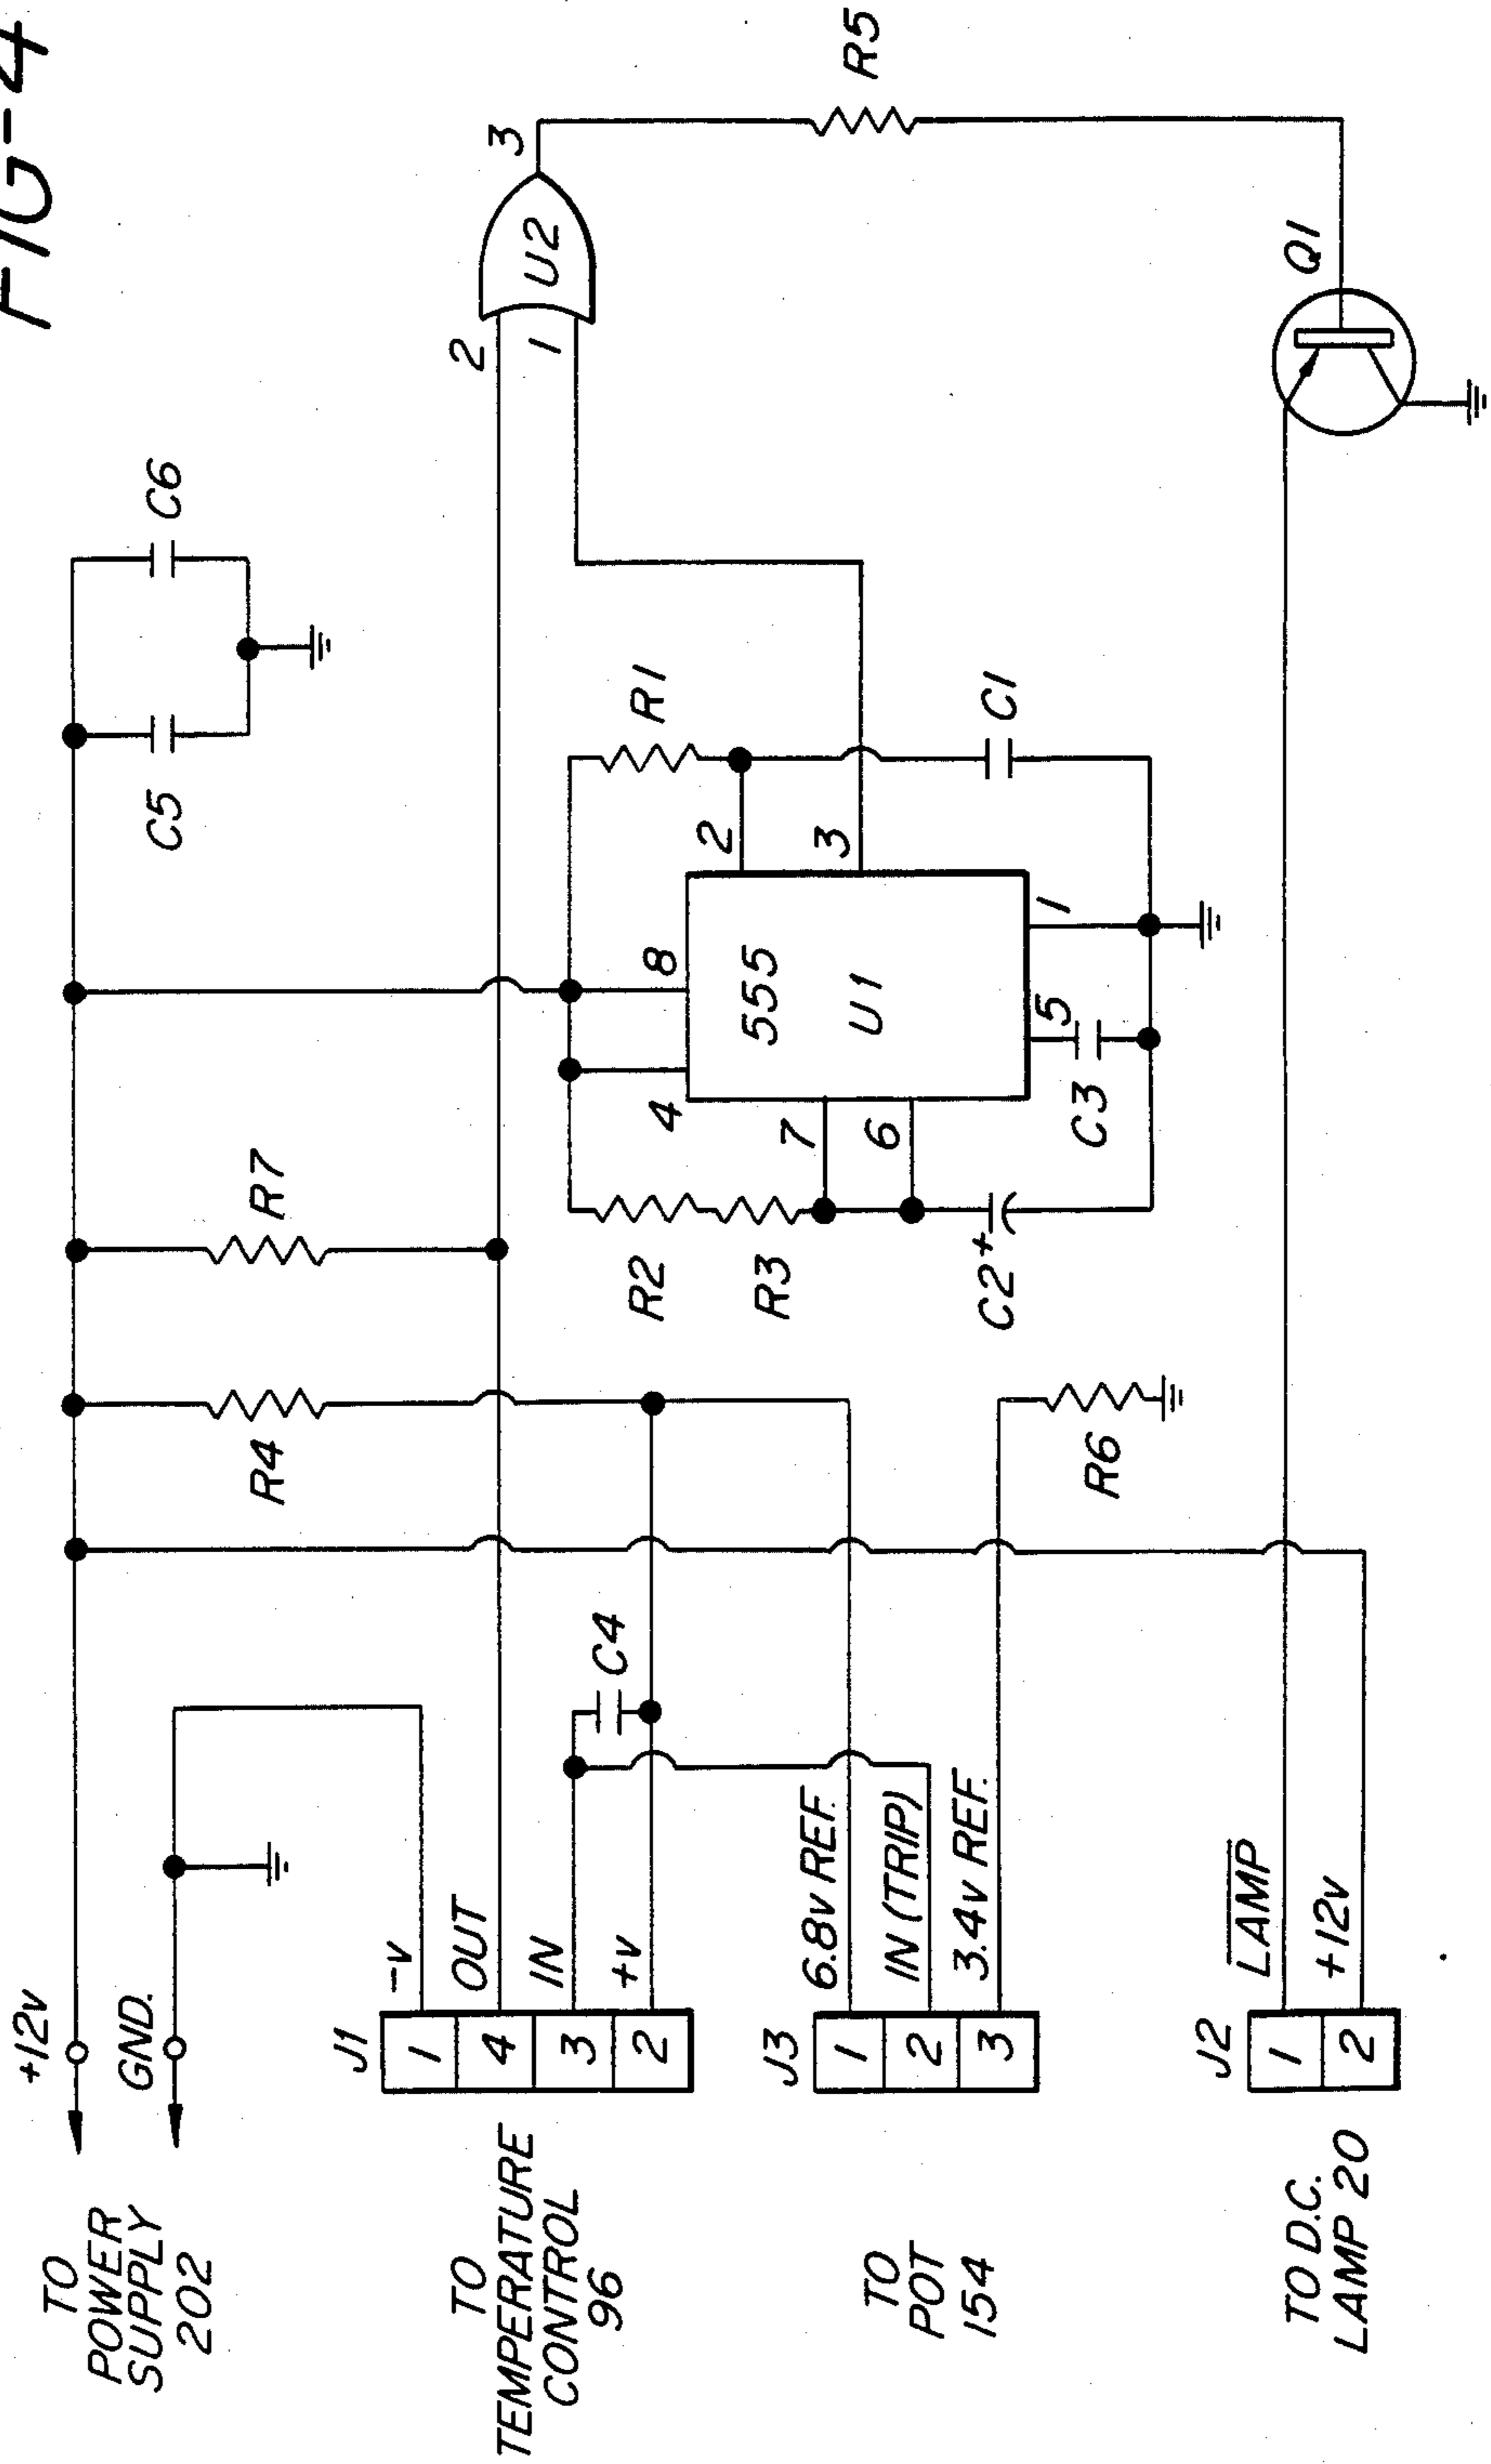 FIG-4
TO
POWER
SUPPLY
202
+12v
GND.
TO
TEMPERATURE
CONTROL
96
J1
1
4
3
2
-v
OUT
IN
+v
TO
POT
154
J3
1
2
3
6.8v REF.
IN (TRIP)
3.4v REF.
TO D.C.
LAMP 20
J2
1
2
LAMP
+12v
C4
R4
R7
R6
C5
C6
R2
R3
C2
+
4
8
7
6
555
U1
2
3
5
1
C3
R1
C1
2
1
U2
3
R5
Q1